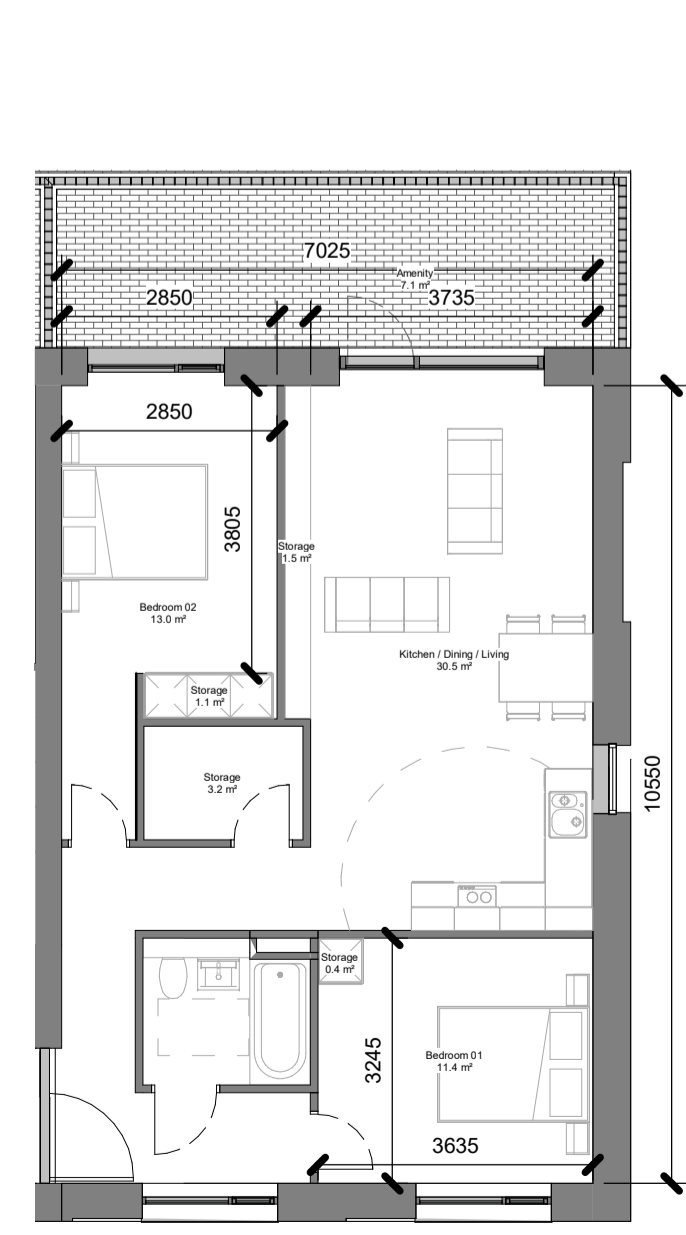 7025
Amenity
7.1 m²
2850
3735
2850
3805
Storage
1.5 m²
Bedroom 02
13.0 m²
Kitchen / Dining / Living
30.5 m²
Storage
1.1 m²
Storage
3.2 m²
10550
Storage
0.4 m²
3245
Bedroom 01
11.4 m²
3635